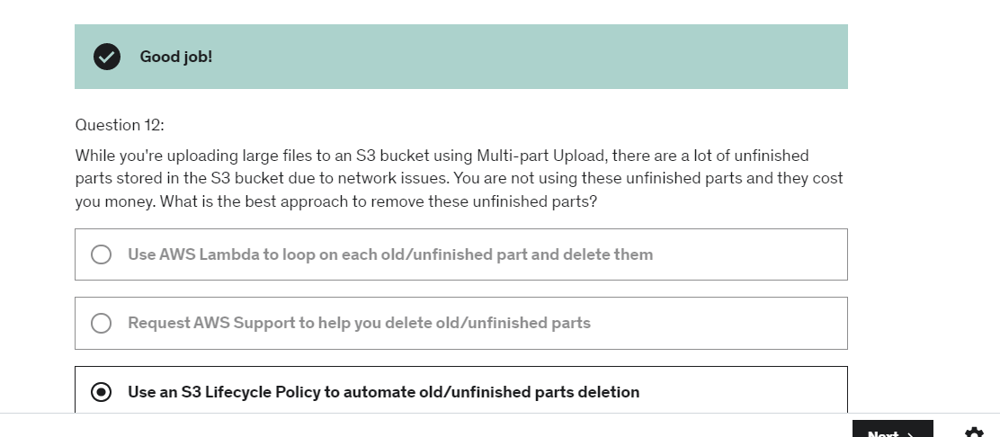 Good job!
Question 12:
While you're uploading large files to an S3 bucket using Multi-part Upload, there are a lot of unfinished
parts stored in the S3 bucket due to network issues. You are not using these unfinished parts and they cost
you money. What is the best approach to remove these unfinished parts?
Use AWS Lambda to loop on each old/unfinished part and delete them
Request AWS Support to help you delete old/unfinished parts
Use an S3 Lifecycle Policy to automate old/unfinished parts deletion
Next